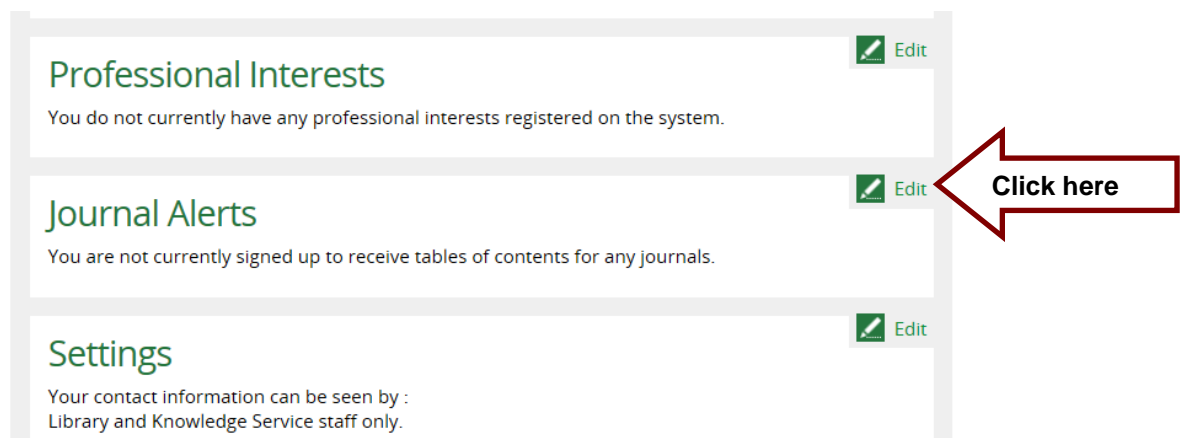 Edit
Professional Interests
You do not currently have any professional interests registered on the system.
Edit
Click here
Journal Alerts
You are not currently signed up to receive tables of contents for any journals.
Edit
Settings
Your contact information can be seen by :
Library and Knowledge Service staff only.